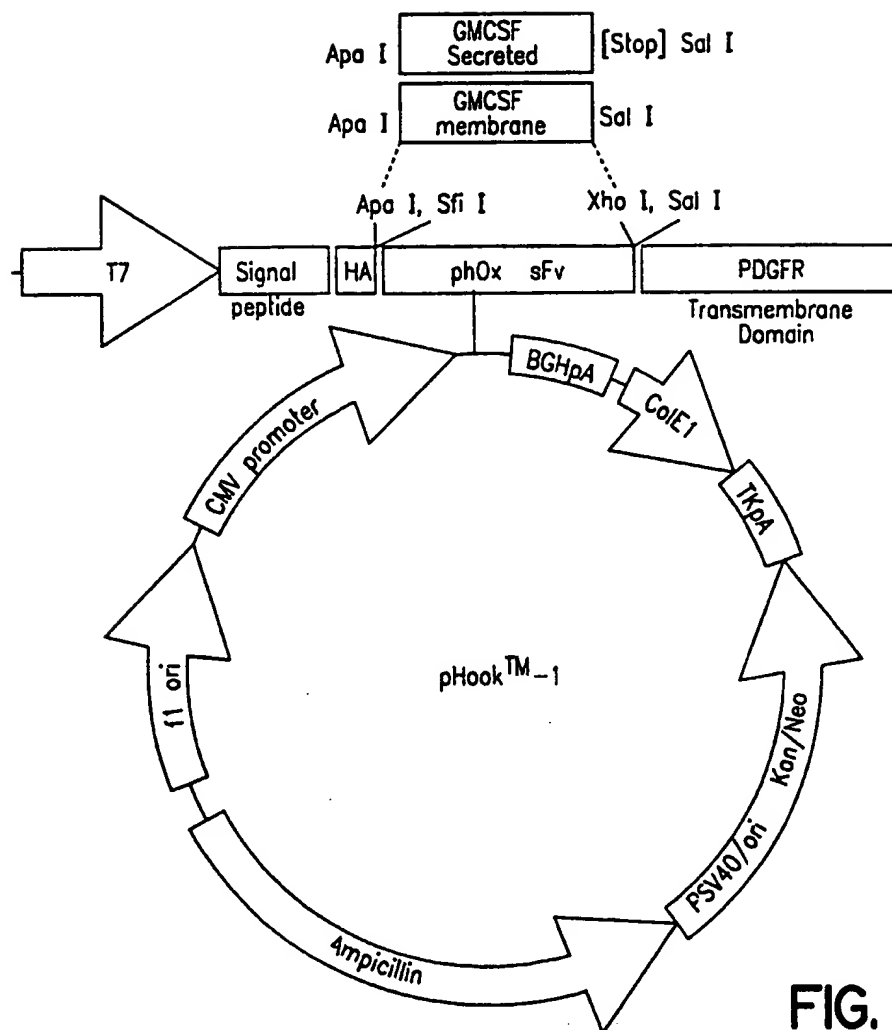 GMCSF
Apa I Secreted [Stop] Sal I
GMCSF
Apa I membrane Sal I
Apa I, Sfi I Xho I, Sal I
T7 Signal HA phOx sFv PDGFR
peptide Transmembrane
Domain
BGHpA
ColE1
CMV promoter
TKpA
pHook™-1
f1 ori
Kan/Neo
PSV40/ori
Ampicillin
FIG.